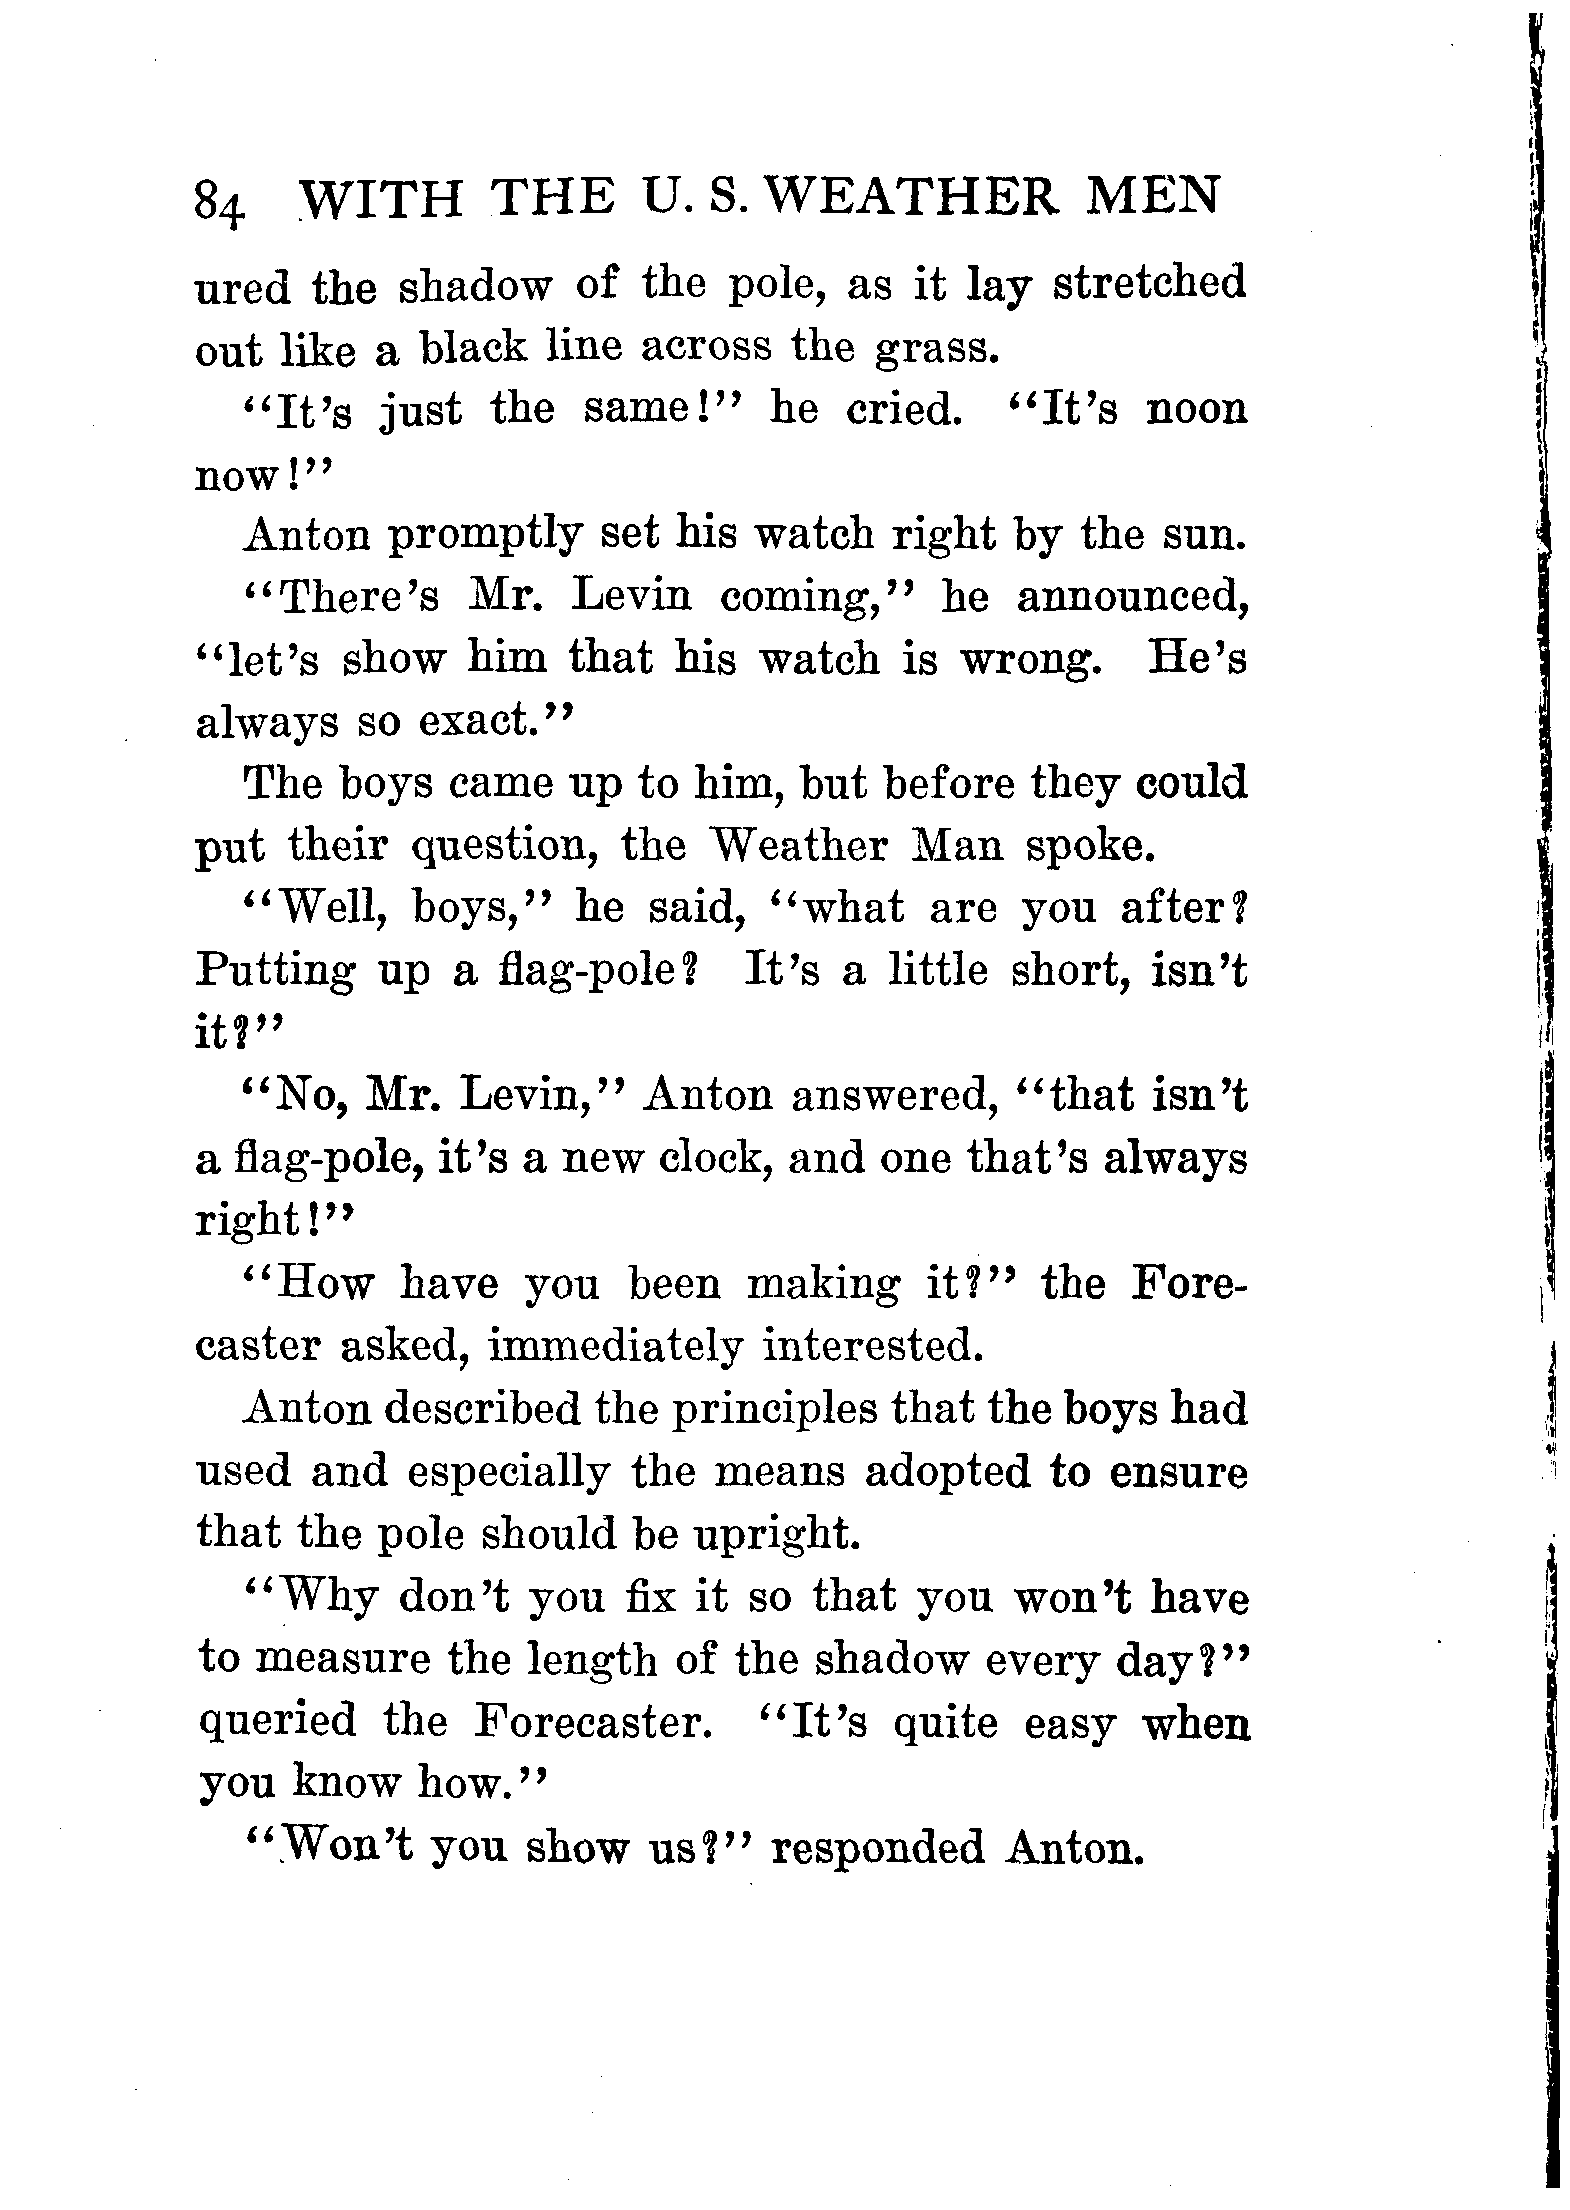 84 WITH THE U. S. WEATHER MEN
ured the shadow of the pole, as it lay stretched
out like a black line across the grass.
"It's just the same!" he cried. "It's noon
now!"
Anton promptly set his watch right by the sun.
"There's Mr. Levin coming," he announced,
"let's show him that his watch is wrong. He's
always so exact."
The boys came up to him, but before they could
put their question, the Weather Man spoke.
"Well, boys," he said, "what are you after?
Putting up a flag-pole? It's a little short, isn't
it?"
"No, Mr. Levin," Anton answered, "that isn't
a flag-pole, it's a new clock, and one that's always
right!"
"How have you been making it?" the Fore-
caster asked, immediately interested.
Anton described the principles that the boys had
used and especially the means adopted to ensure
that the pole should be upright.
"Why don't you fix it so that you won't have
to measure the length of the shadow every day?"
queried the Forecaster. "It's quite easy when
you know how."
"Won't you show us?" responded Anton.